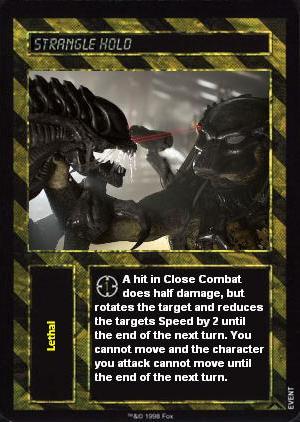 STRANGLE HOLD
A hit in Close Combat
does half damage, but
rotates the target and reduces
the targets Speed by 2 until
the end of the next turn. You
cannot move and the character
you attack cannot move until
the end of the next turn.
Lethal
EVENT
™&© 1998 Fox